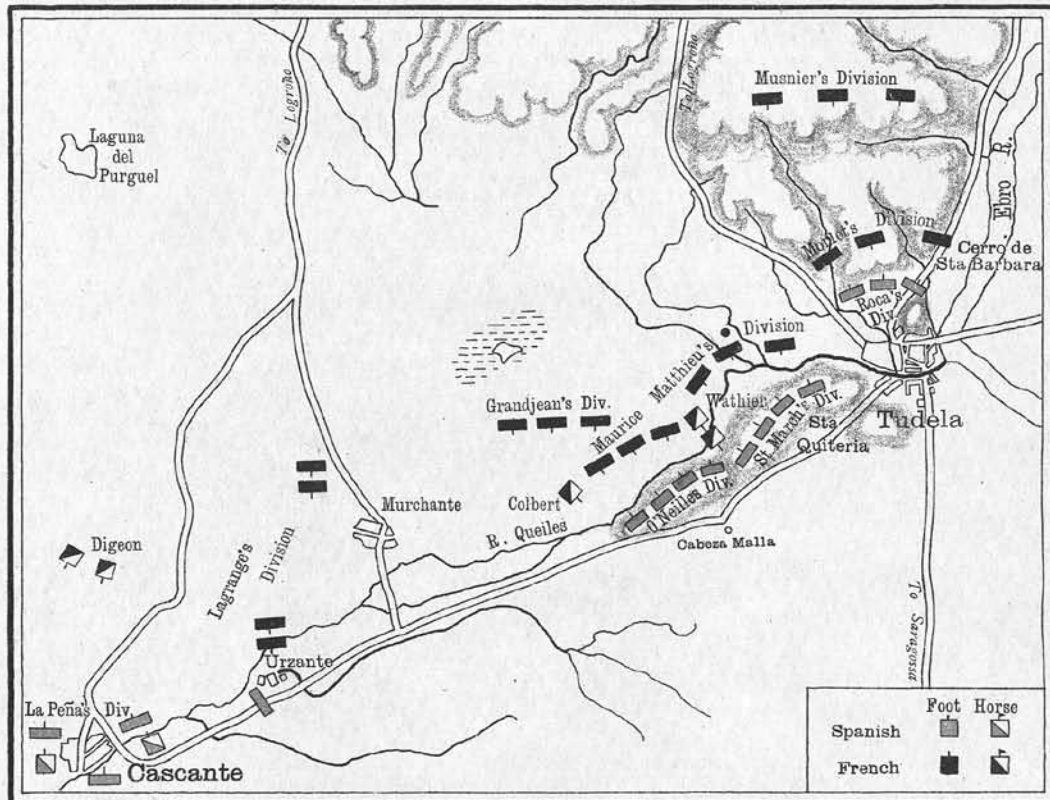 To Logroño
To Logroño
Musnier's Division
Laguna
del
Purguel
Ebro R.
Morlot's Division
Cerro de
Sta Barbara
Roca's
Div.
Maurice Matthieu's Division
Grandjean's Div.
Wathier
St March's Div.
Sta
Quiteria
Tudela
Colbert
O'Neilles Div.
R. Queiles
Cabeza Malla
Murchante
Digeon
Lagrange's
Division
To Saragossa
Urzante
La Peña's Div.
Cascante
Foot Horse
Spanish
French